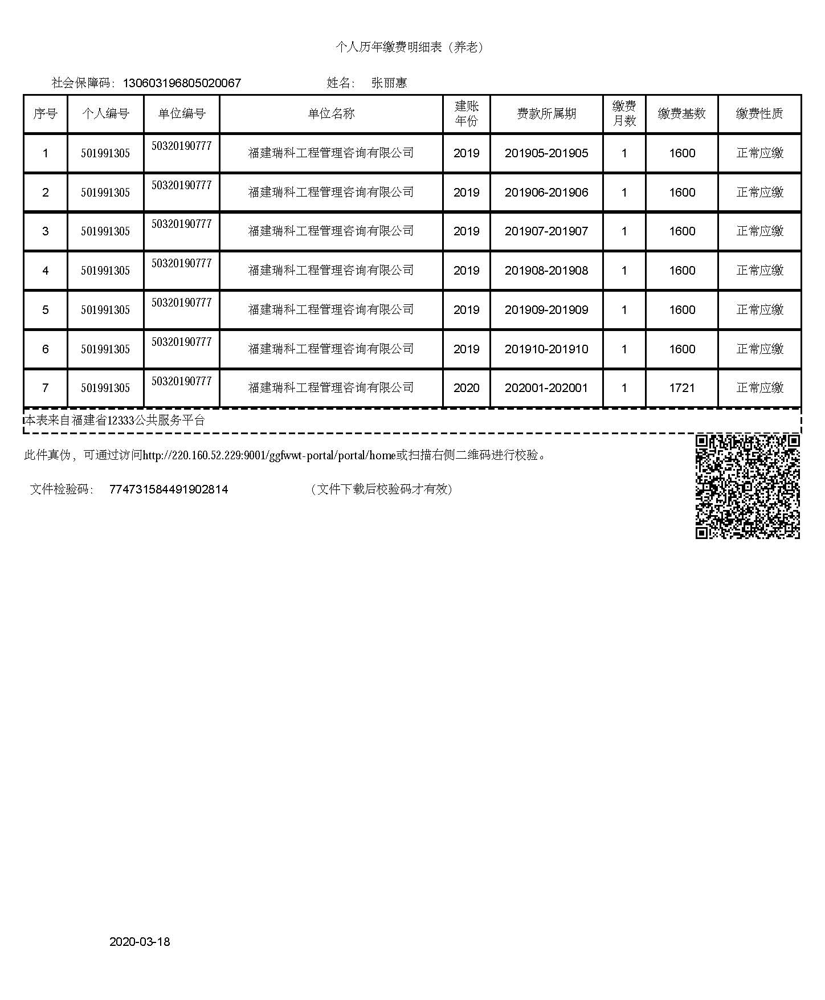 个人历年缴费明细表（养老）
社会保障码：130603196805020067 姓名： 张丽惠
序号 个人编号 单位编号 单位名称 建账年份 费款所属期 缴费月数 缴费基数 缴费性质
1 501991305 50320190777 福建瑞科工程管理咨询有限公司 2019 201905-201905 1 1600 正常应缴
2 501991305 50320190777 福建瑞科工程管理咨询有限公司 2019 201906-201906 1 1600 正常应缴
3 501991305 50320190777 福建瑞科工程管理咨询有限公司 2019 201907-201907 1 1600 正常应缴
4 501991305 50320190777 福建瑞科工程管理咨询有限公司 2019 201908-201908 1 1600 正常应缴
5 501991305 50320190777 福建瑞科工程管理咨询有限公司 2019 201909-201909 1 1600 正常应缴
6 501991305 50320190777 福建瑞科工程管理咨询有限公司 2019 201910-201910 1 1600 正常应缴
7 501991305 50320190777 福建瑞科工程管理咨询有限公司 2020 202001-202001 1 1721 正常应缴
本表来自福建省12333公共服务平台
此件真伪，可通过访问http://220.160.52.229:9001/ggfwwt-portal/portal/home或扫描右侧二维码进行校验。
文件检验码： 774731584491902814 （文件下载后校验码才有效）
2020-03-18